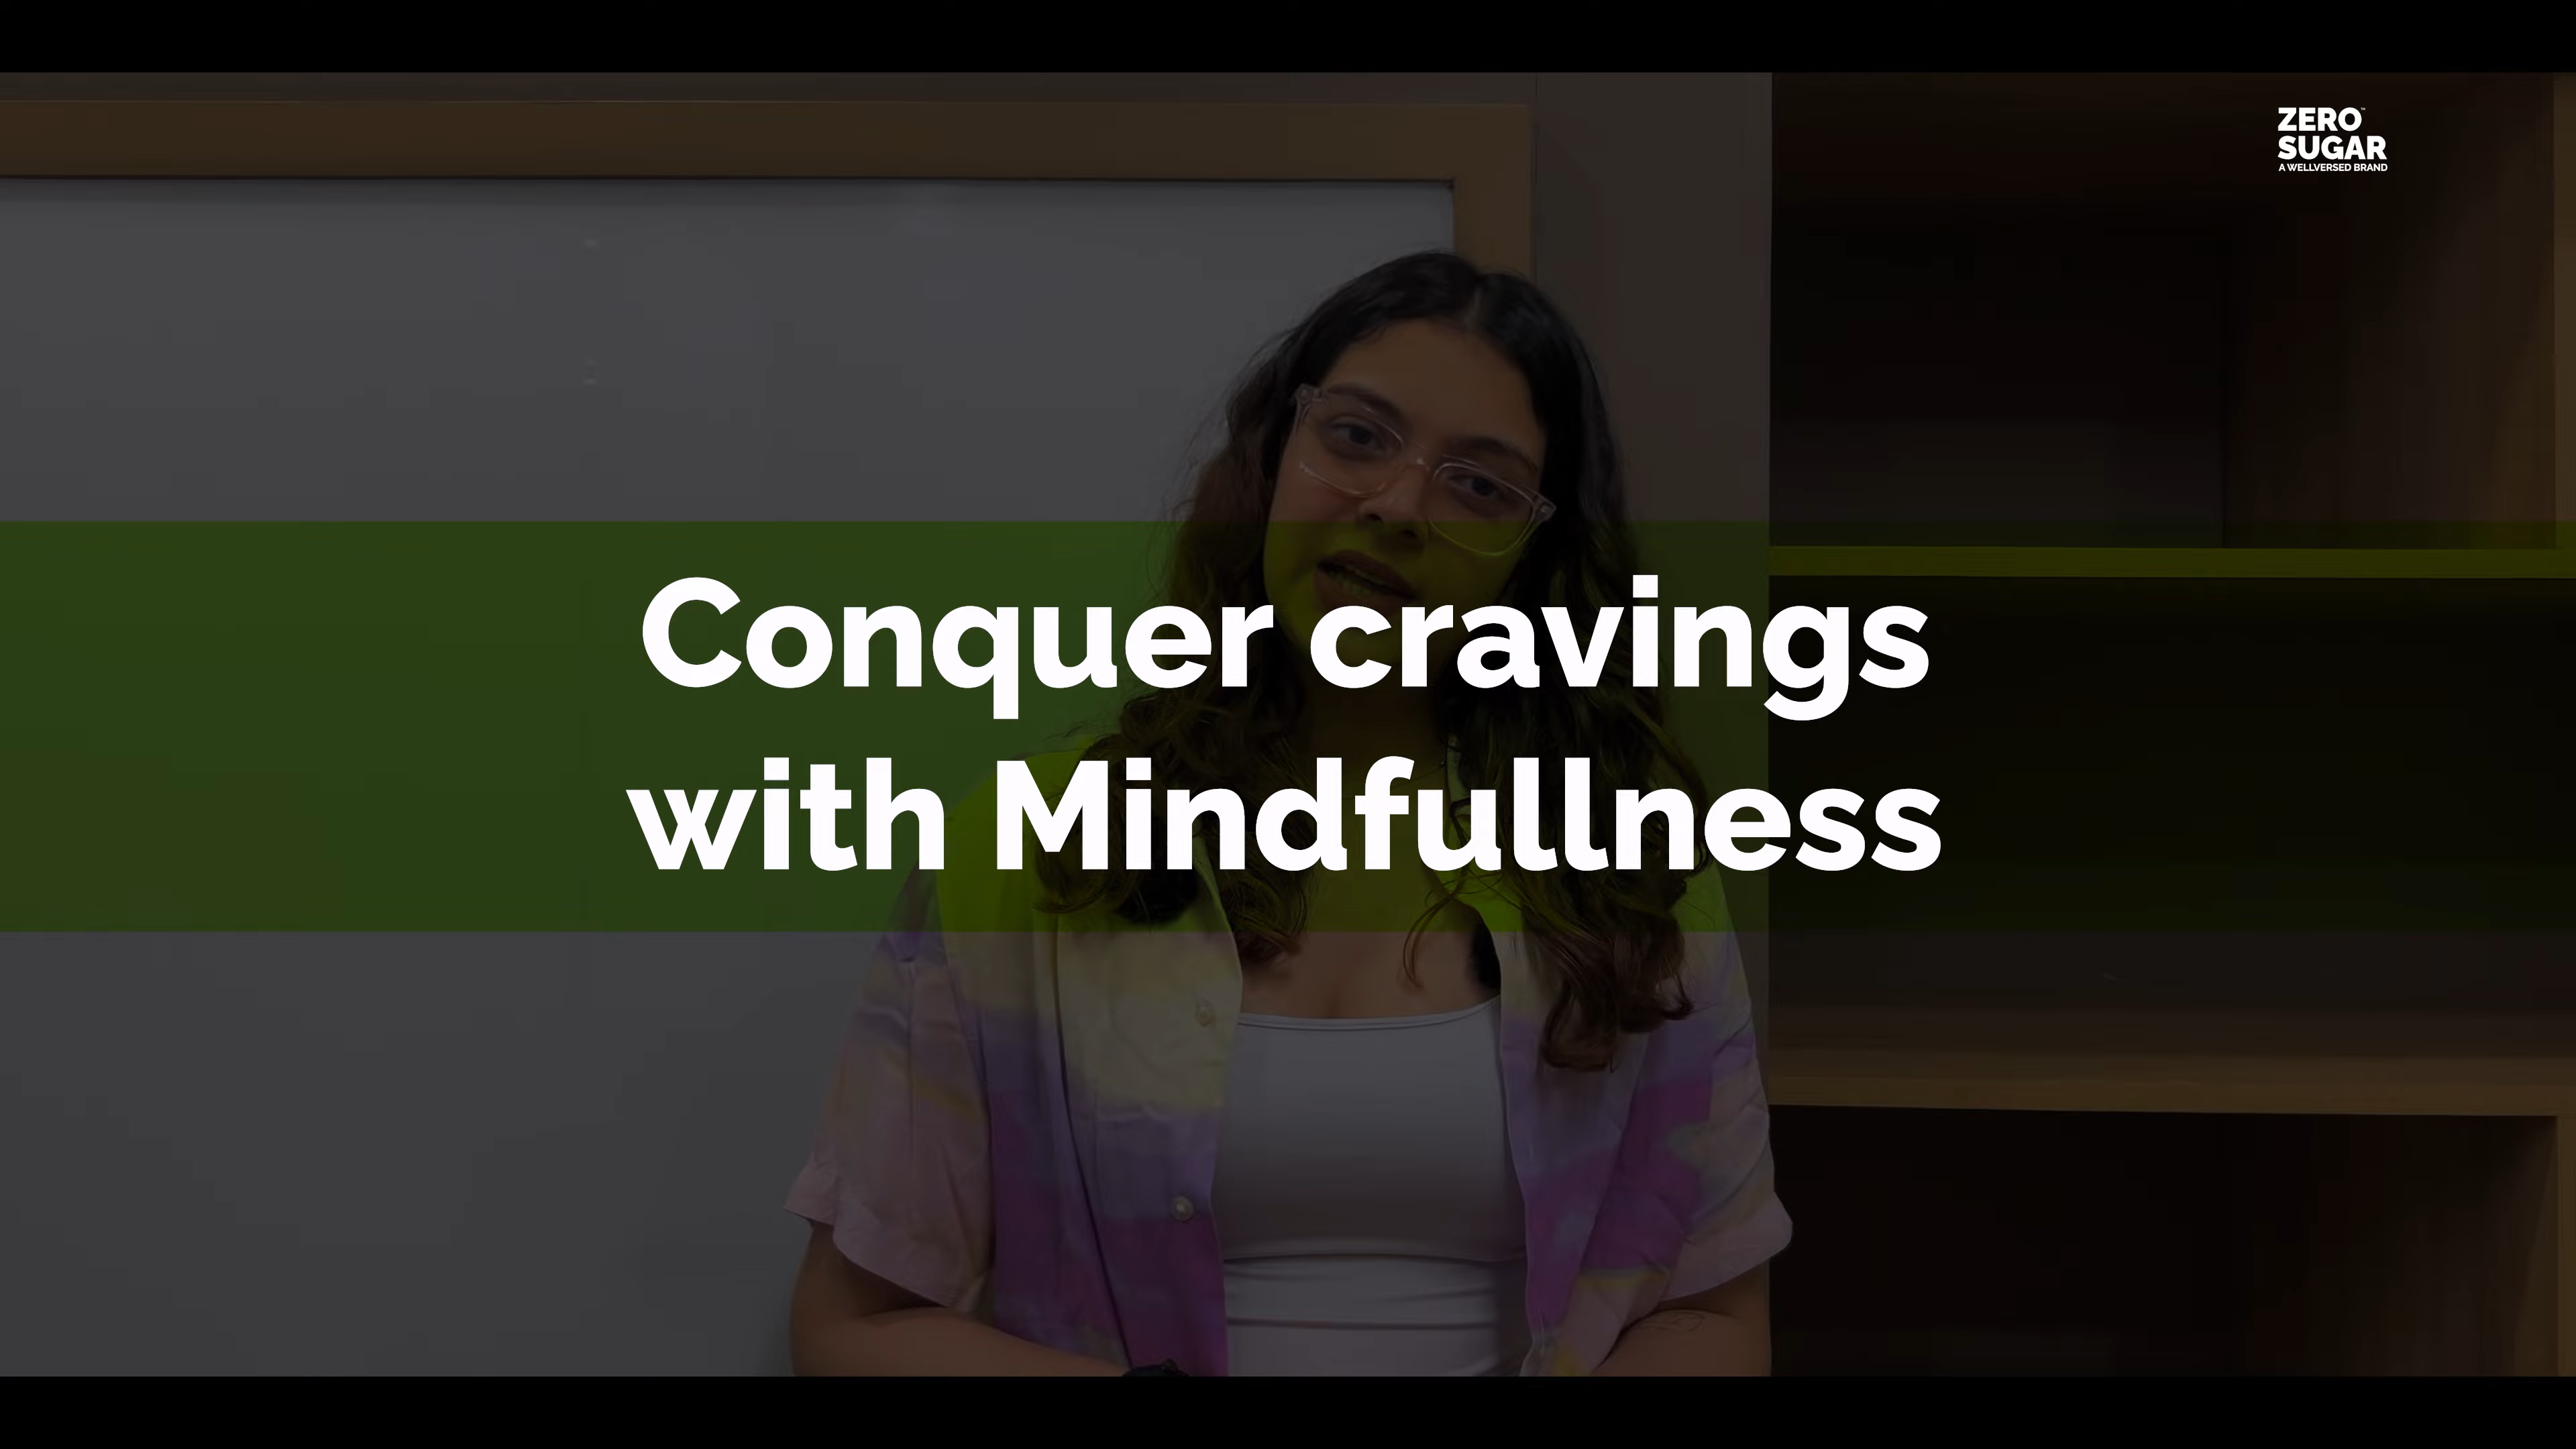 ZERO™
SUGAR
A WELLVERSED BRAND
Conquer cravings
with Mindfullness